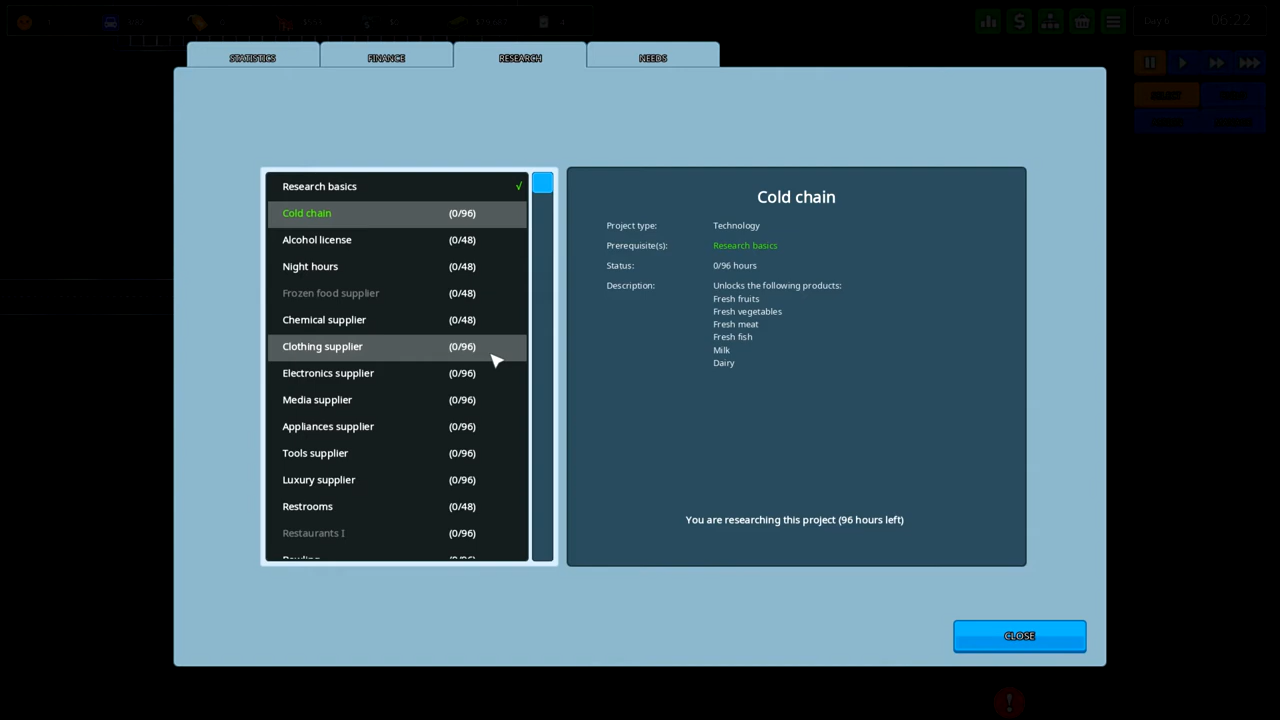 Day 6
06:22
STATISTICS
FINANCE
RESEARCH
NEEDS
Research basics √
Cold chain (0/96)
Alcohol license (0/48)
Night hours (0/48)
Frozen food supplier (0/48)
Chemical supplier (0/48)
Clothing supplier (0/96)
Electronics supplier (0/96)
Media supplier (0/96)
Appliances supplier (0/96)
Tools supplier (0/96)
Luxury supplier (0/96)
Restrooms (0/48)
Restaurants I (0/96)
Bowling (0/96)
Cold chain
Project type: Technology
Prerequisite(s): Research basics
Status: 0/96 hours
Description: Unlocks the following products:
Fresh fruits
Fresh vegetables
Fresh meat
Fresh fish
Milk
Dairy
You are researching this project (96 hours left)
CLOSE